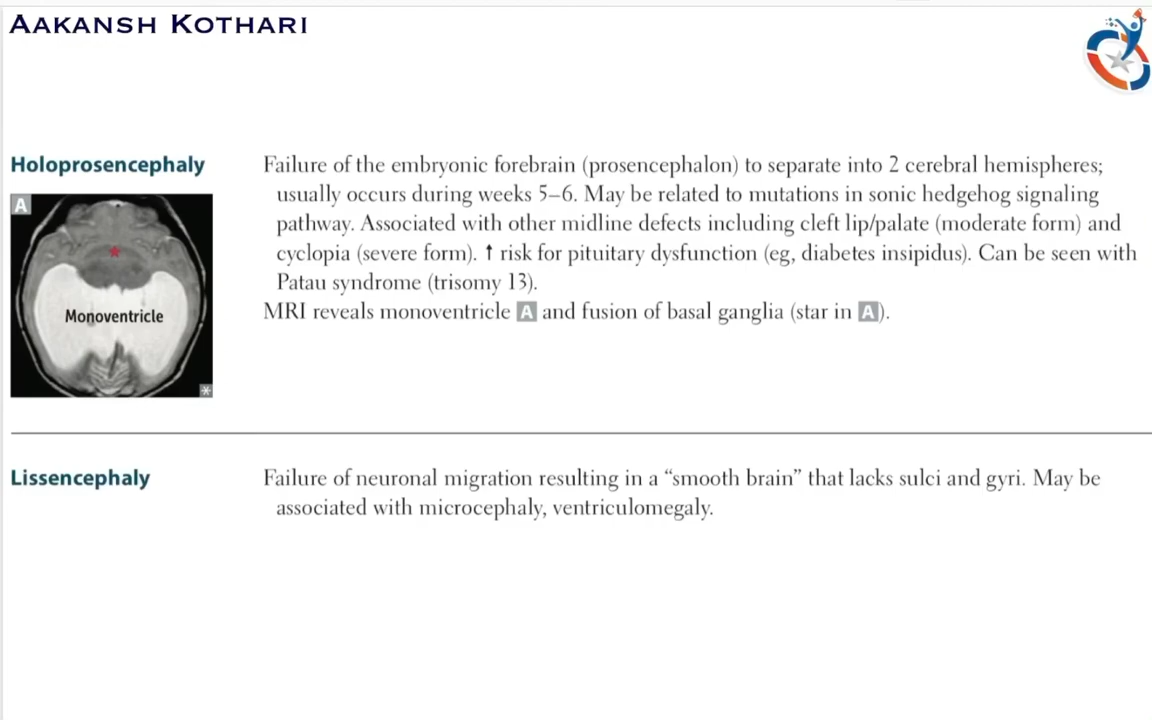 AAKANSH KOTHARI
Holoprosencephaly
A
Monoventricle
*
Failure of the embryonic forebrain (prosencephalon) to separate into 2 cerebral hemispheres;
usually occurs during weeks 5–6. May be related to mutations in sonic hedgehog signaling
pathway. Associated with other midline defects including cleft lip/palate (moderate form) and
cyclopia (severe form). ↑ risk for pituitary dysfunction (eg, diabetes insipidus). Can be seen with
Patau syndrome (trisomy 13).
MRI reveals monoventricle A and fusion of basal ganglia (star in A).
Lissencephaly
Failure of neuronal migration resulting in a “smooth brain” that lacks sulci and gyri. May be
associated with microcephaly, ventriculomegaly.